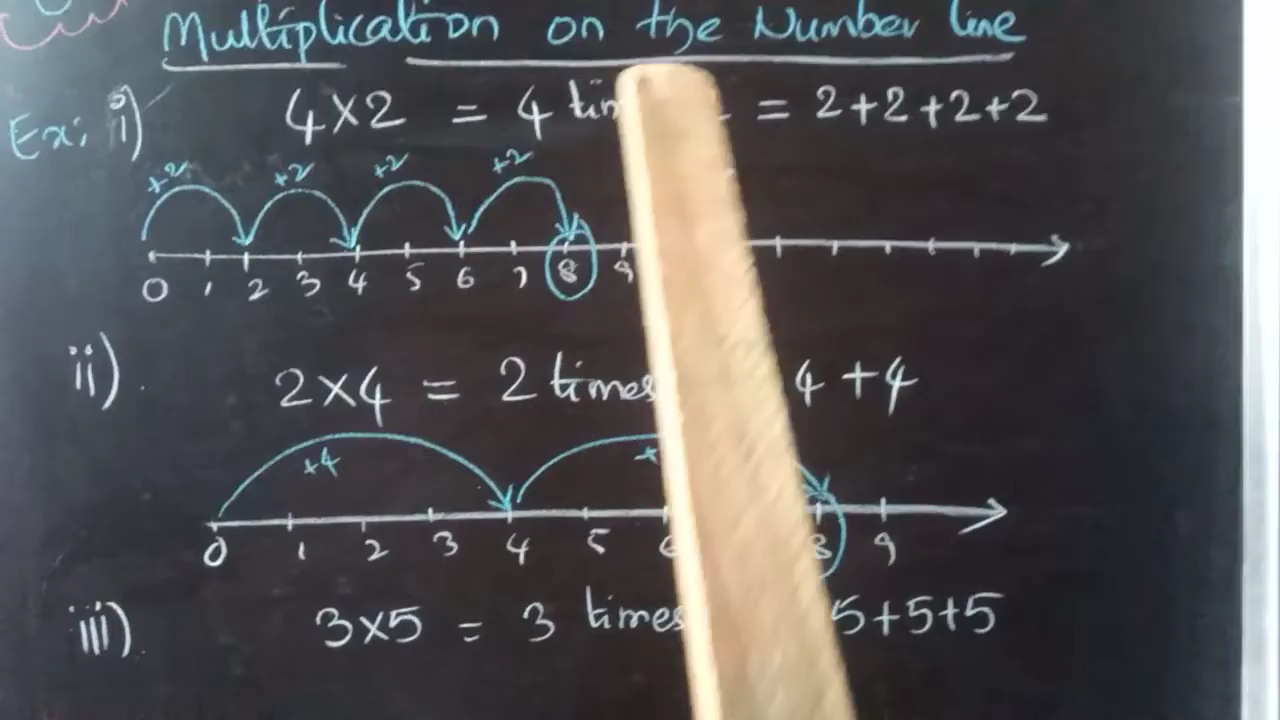 Multiplication on the Number line
Ex: i) 4×2 = 4 = 2+2+2+2
+2 +2 +2 +2
0 1 2 3 4 5 6 7 8 9
ii) 2×4 = 2 times 4+4
+4
0 1 2 3 4 5 6 8 9
iii) 3×5 = 3 times 5+5+5